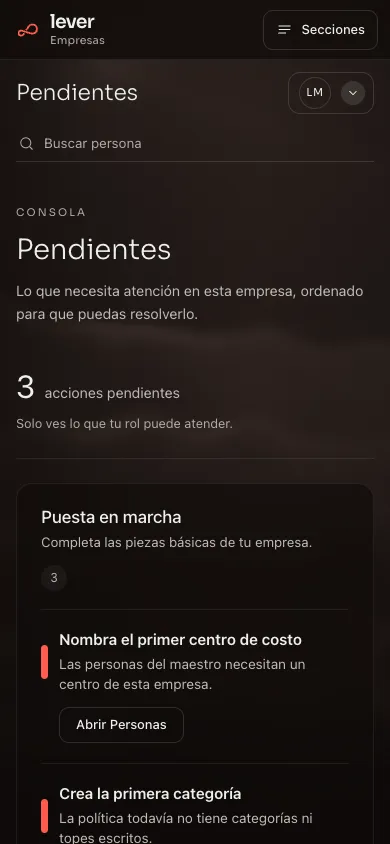 lever
Empresas
Secciones
Pendientes
LM
Buscar persona
CONSOLA
Pendientes
Lo que necesita atención en esta empresa, ordenado
para que puedas resolverlo.
3 acciones pendientes
Solo ves lo que tu rol puede atender.
Puesta en marcha
Completa las piezas básicas de tu empresa.
3
Nombra el primer centro de costo
Las personas del maestro necesitan un
centro de esta empresa.
Abrir Personas
Crea la primera categoría
La política todavía no tiene categorías ni
topes escritos.